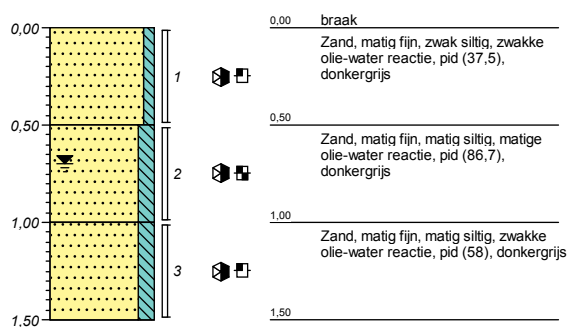 0,00
0,50
1,00
1,50
1
2
3
0,00 braak
Zand, matig fijn, zwak siltig, zwakke
olie-water reactie, pid (37,5),
donkergrijs
0,50
Zand, matig fijn, matig siltig, matige
olie-water reactie, pid (86,7),
donkergrijs
1,00
Zand, matig fijn, matig siltig, zwakke
olie-water reactie, pid (58), donkergrijs
1,50